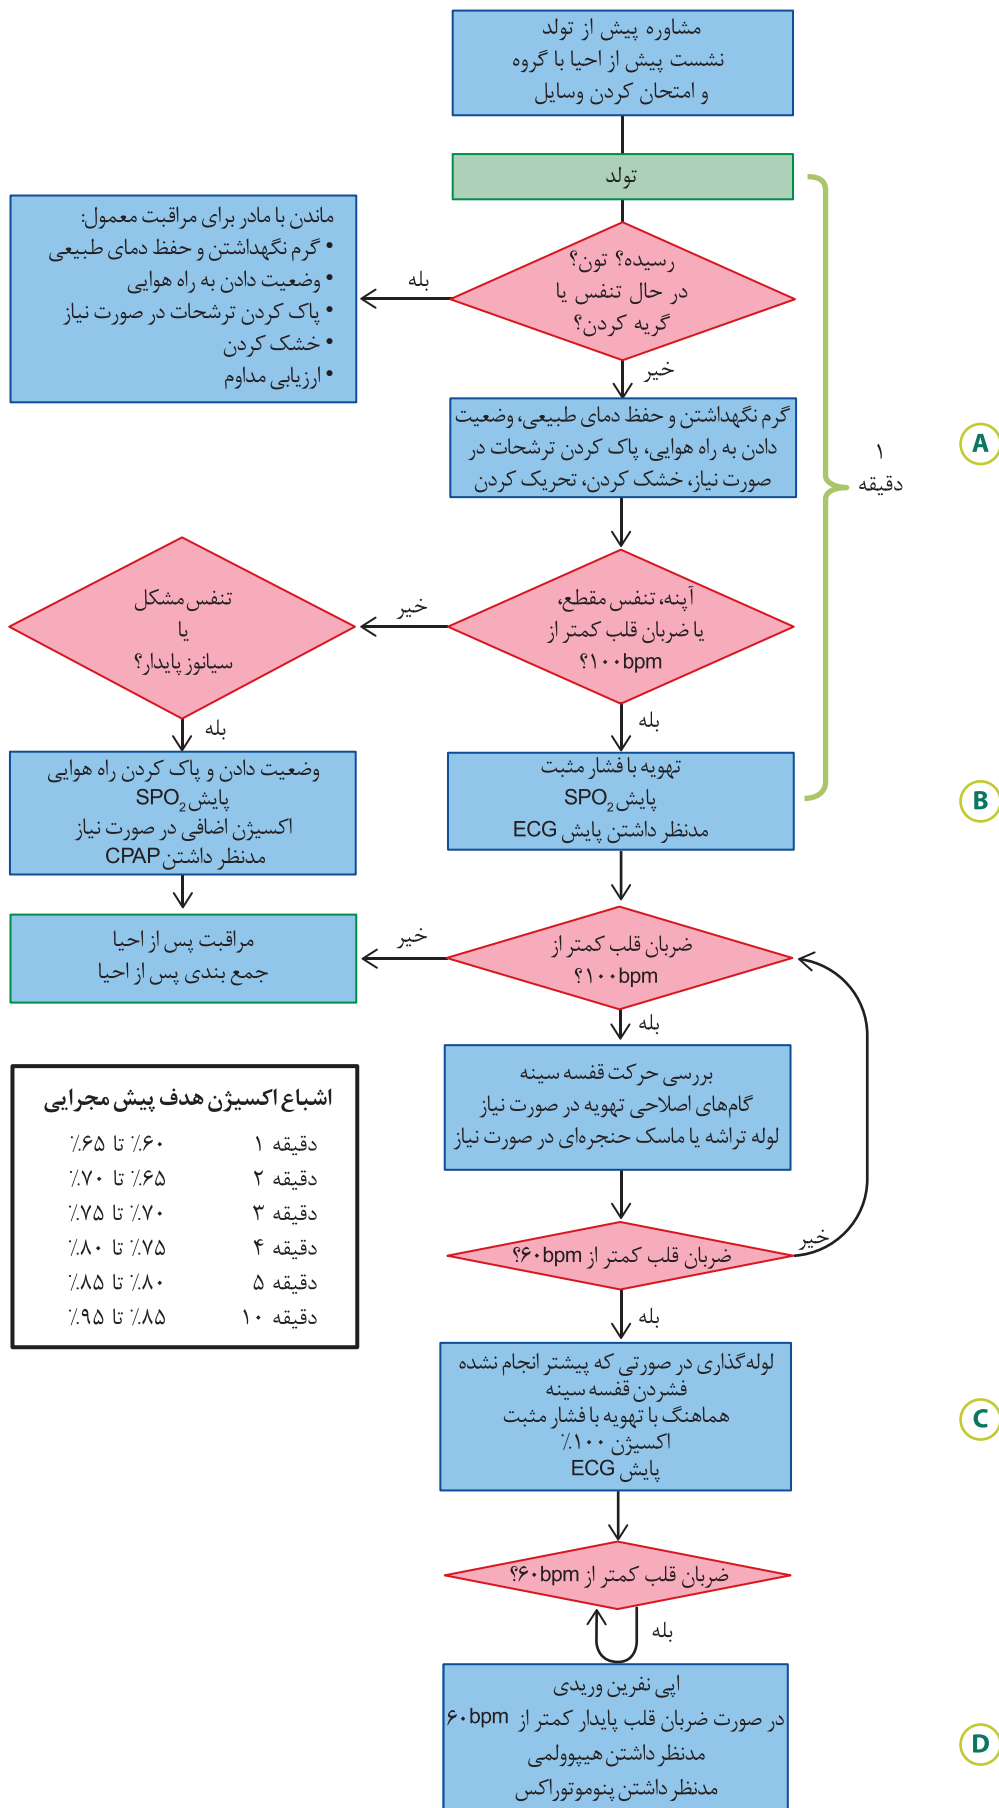 مشاوره پیش از تولد
نشست پیش از احیا با گروه
و امتحان کردن وسایل
تولد
رسیده؟ تون؟
در حال تنفس یا
گریه کردن؟
بله
ماندن با مادر برای مراقبت معمول:
• گرم نگهداشتن و حفظ دمای طبیعی
• وضعیت دادن به راه هوایی
• پاک کردن ترشحات در صورت نیاز
• خشک کردن
• ارزیابی مداوم
خیر
گرم نگهداشتن و حفظ دمای طبیعی، وضعیت
دادن به راه هوایی، پاک کردن ترشحات در
صورت نیاز، خشک کردن، تحریک کردن
۱
دقیقه
A
آپنه، تنفس مقطع،
یا ضربان قلب کمتر از
۱۰۰bpm؟
خیر
تنفس مشکل
یا
سیانوز پایدار؟
بله
بله
تهویه با فشار مثبت
پایش SPO₂
مدنظر داشتن پایش ECG
B
وضعیت دادن و پاک کردن راه هوایی
پایش SPO₂
اکسیژن اضافی در صورت نیاز
مدنظر داشتن CPAP
ضربان قلب کمتر از
۱۰۰bpm؟
خیر
مراقبت پس از احیا
جمع بندی پس از احیا
بله
بررسی حرکت قفسه سینه
گام‌های اصلاحی تهویه در صورت نیاز
لوله تراشه یا ماسک حنجره‌ای در صورت نیاز
اشباع اکسیژن هدف پیش مجرایی
دقیقه ۱ ۶۰٪ تا ۶۵٪
دقیقه ۲ ۶۵٪ تا ۷۰٪
دقیقه ۳ ۷۰٪ تا ۷۵٪
دقیقه ۴ ۷۵٪ تا ۸۰٪
دقیقه ۵ ۸۰٪ تا ۸۵٪
دقیقه ۱۰ ۸۵٪ تا ۹۵٪
ضربان قلب کمتر از ۶۰bpm؟
خیر
بله
لوله‌گذاری در صورتی که پیشتر انجام نشده
فشردن قفسه سینه
هماهنگ با تهویه با فشار مثبت
اکسیژن ۱۰۰٪
پایش ECG
C
ضربان قلب کمتر از ۶۰bpm؟
بله
اپی نفرین وریدی
در صورت ضربان قلب پایدار کمتر از ۶۰bpm
مدنظر داشتن هیپوولمی
مدنظر داشتن پنوموتوراکس
D